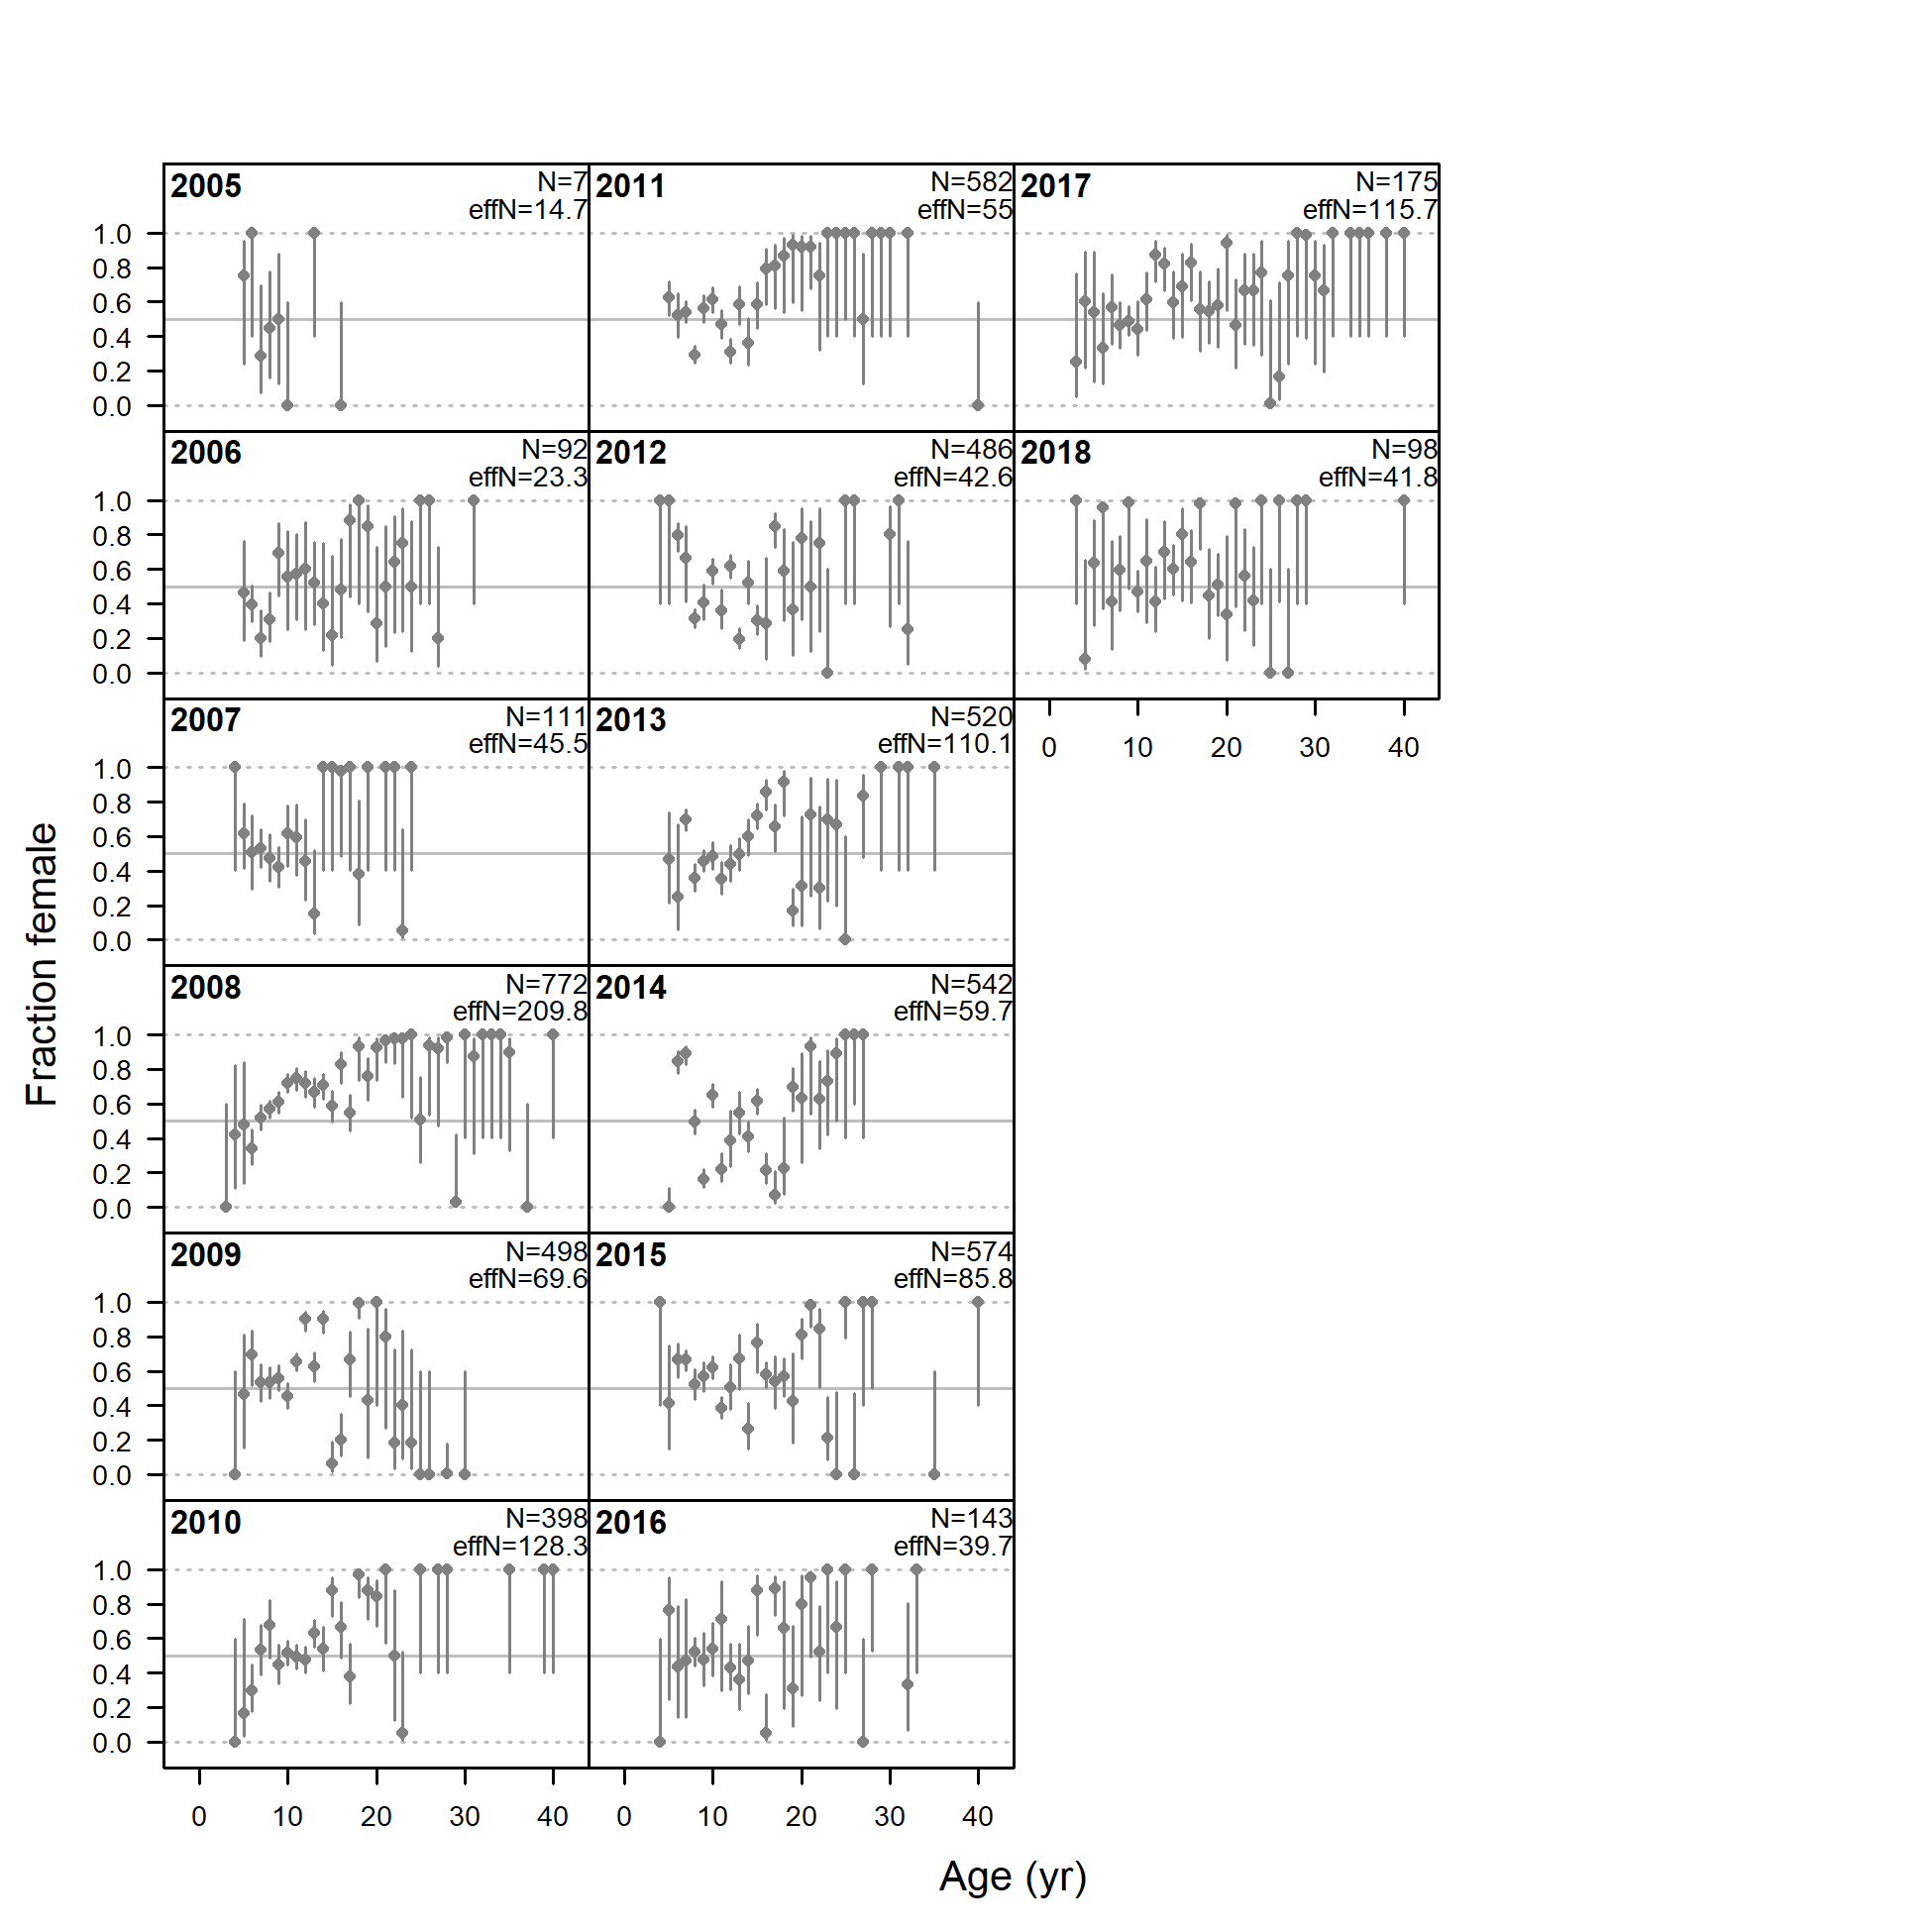 2005
N=7
effN=14.7
2011
N=582
effN=55
2017
N=175
effN=115.7
1.0
0.8
0.6
0.4
0.2
0.0
2006
N=92
effN=23.3
2012
N=486
effN=42.6
2018
N=98
effN=41.8
1.0
0.8
0.6
0.4
0.2
0.0
0 10 20 30 40
2007
N=111
effN=45.5
2013
N=520
effN=110.1
1.0
0.8
0.6
0.4
0.2
0.0
2008
N=772
effN=209.8
2014
N=542
effN=59.7
1.0
0.8
0.6
0.4
0.2
0.0
2009
N=498
effN=69.6
2015
N=574
effN=85.8
1.0
0.8
0.6
0.4
0.2
0.0
2010
N=398
effN=128.3
2016
N=143
effN=39.7
1.0
0.8
0.6
0.4
0.2
0.0
0 10 20 30 40
0 10 20 30 40
Fraction female
Age (yr)